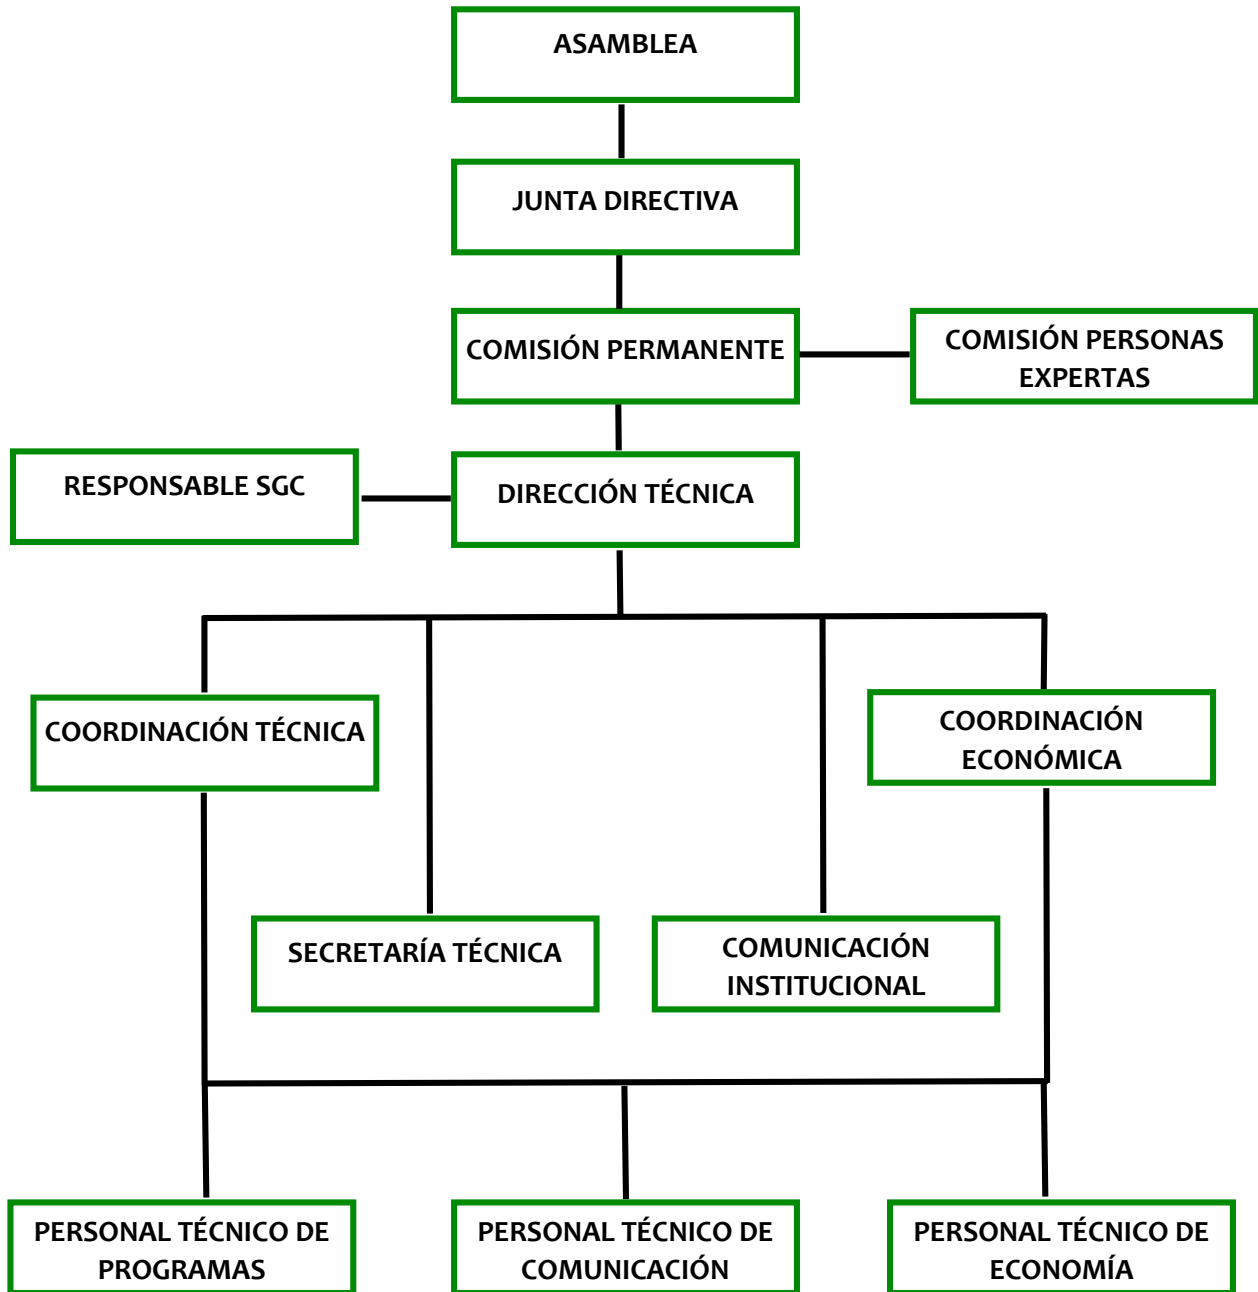 ASAMBLEA
JUNTA DIRECTIVA
COMISIÓN PERMANENTE
COMISIÓN PERSONAS
EXPERTAS
RESPONSABLE SGC
DIRECCIÓN TÉCNICA
COORDINACIÓN TÉCNICA
COORDINACIÓN
ECONÓMICA
SECRETARÍA TÉCNICA
COMUNICACIÓN
INSTITUCIONAL
PERSONAL TÉCNICO DE
PROGRAMAS
PERSONAL TÉCNICO DE
COMUNICACIÓN
PERSONAL TÉCNICO DE
ECONOMÍA